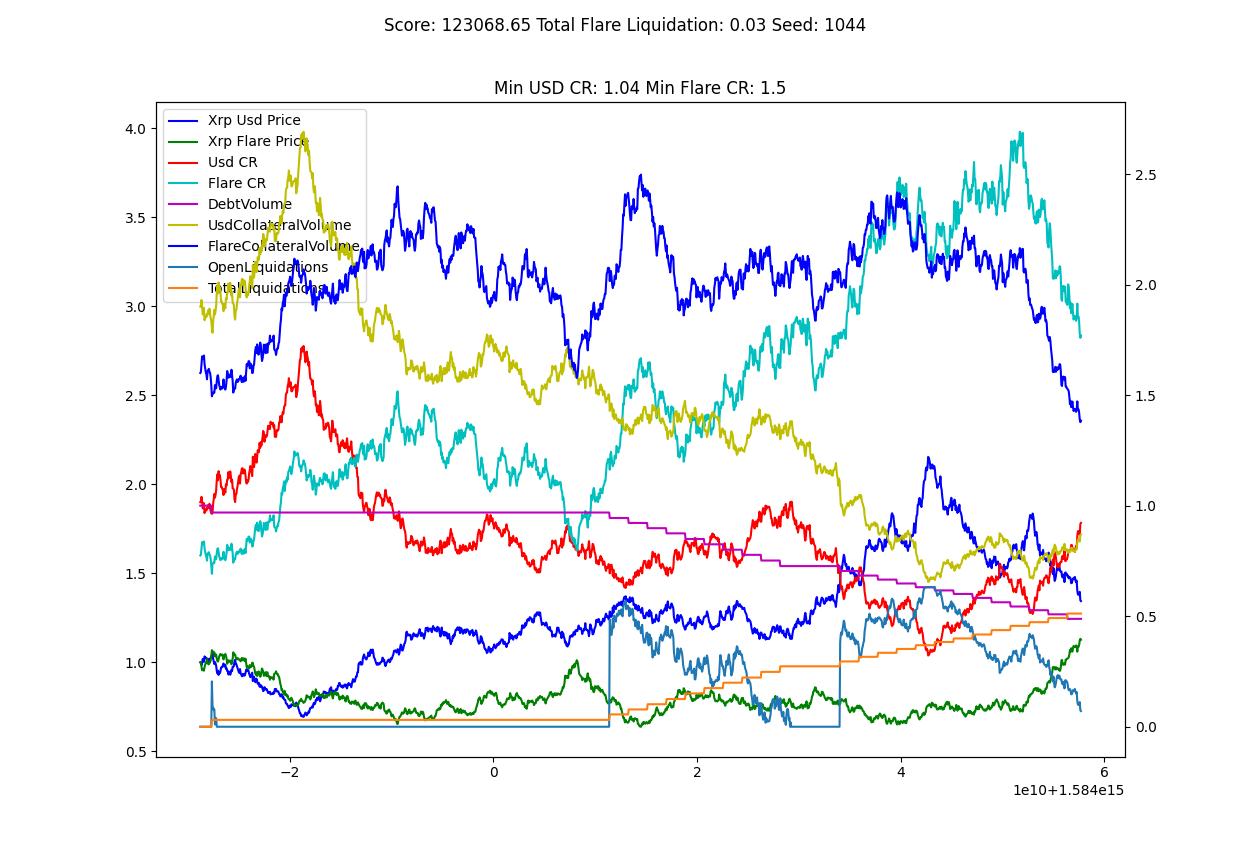 Score: 123068.65 Total Flare Liquidation: 0.03 Seed: 1044
Min USD CR: 1.04 Min Flare CR: 1.5
Xrp Usd Price
Xrp Flare Price
Usd CR
Flare CR
DebtVolume
UsdCollateralVolume
FlareCollateralVolume
OpenLiquidations
TotalLiquidations
4.0
3.5
3.0
2.5
2.0
1.5
1.0
0.5
2.5
2.0
1.5
1.0
0.5
0.0
−2 0 2 4 6
1e10+1.584e15